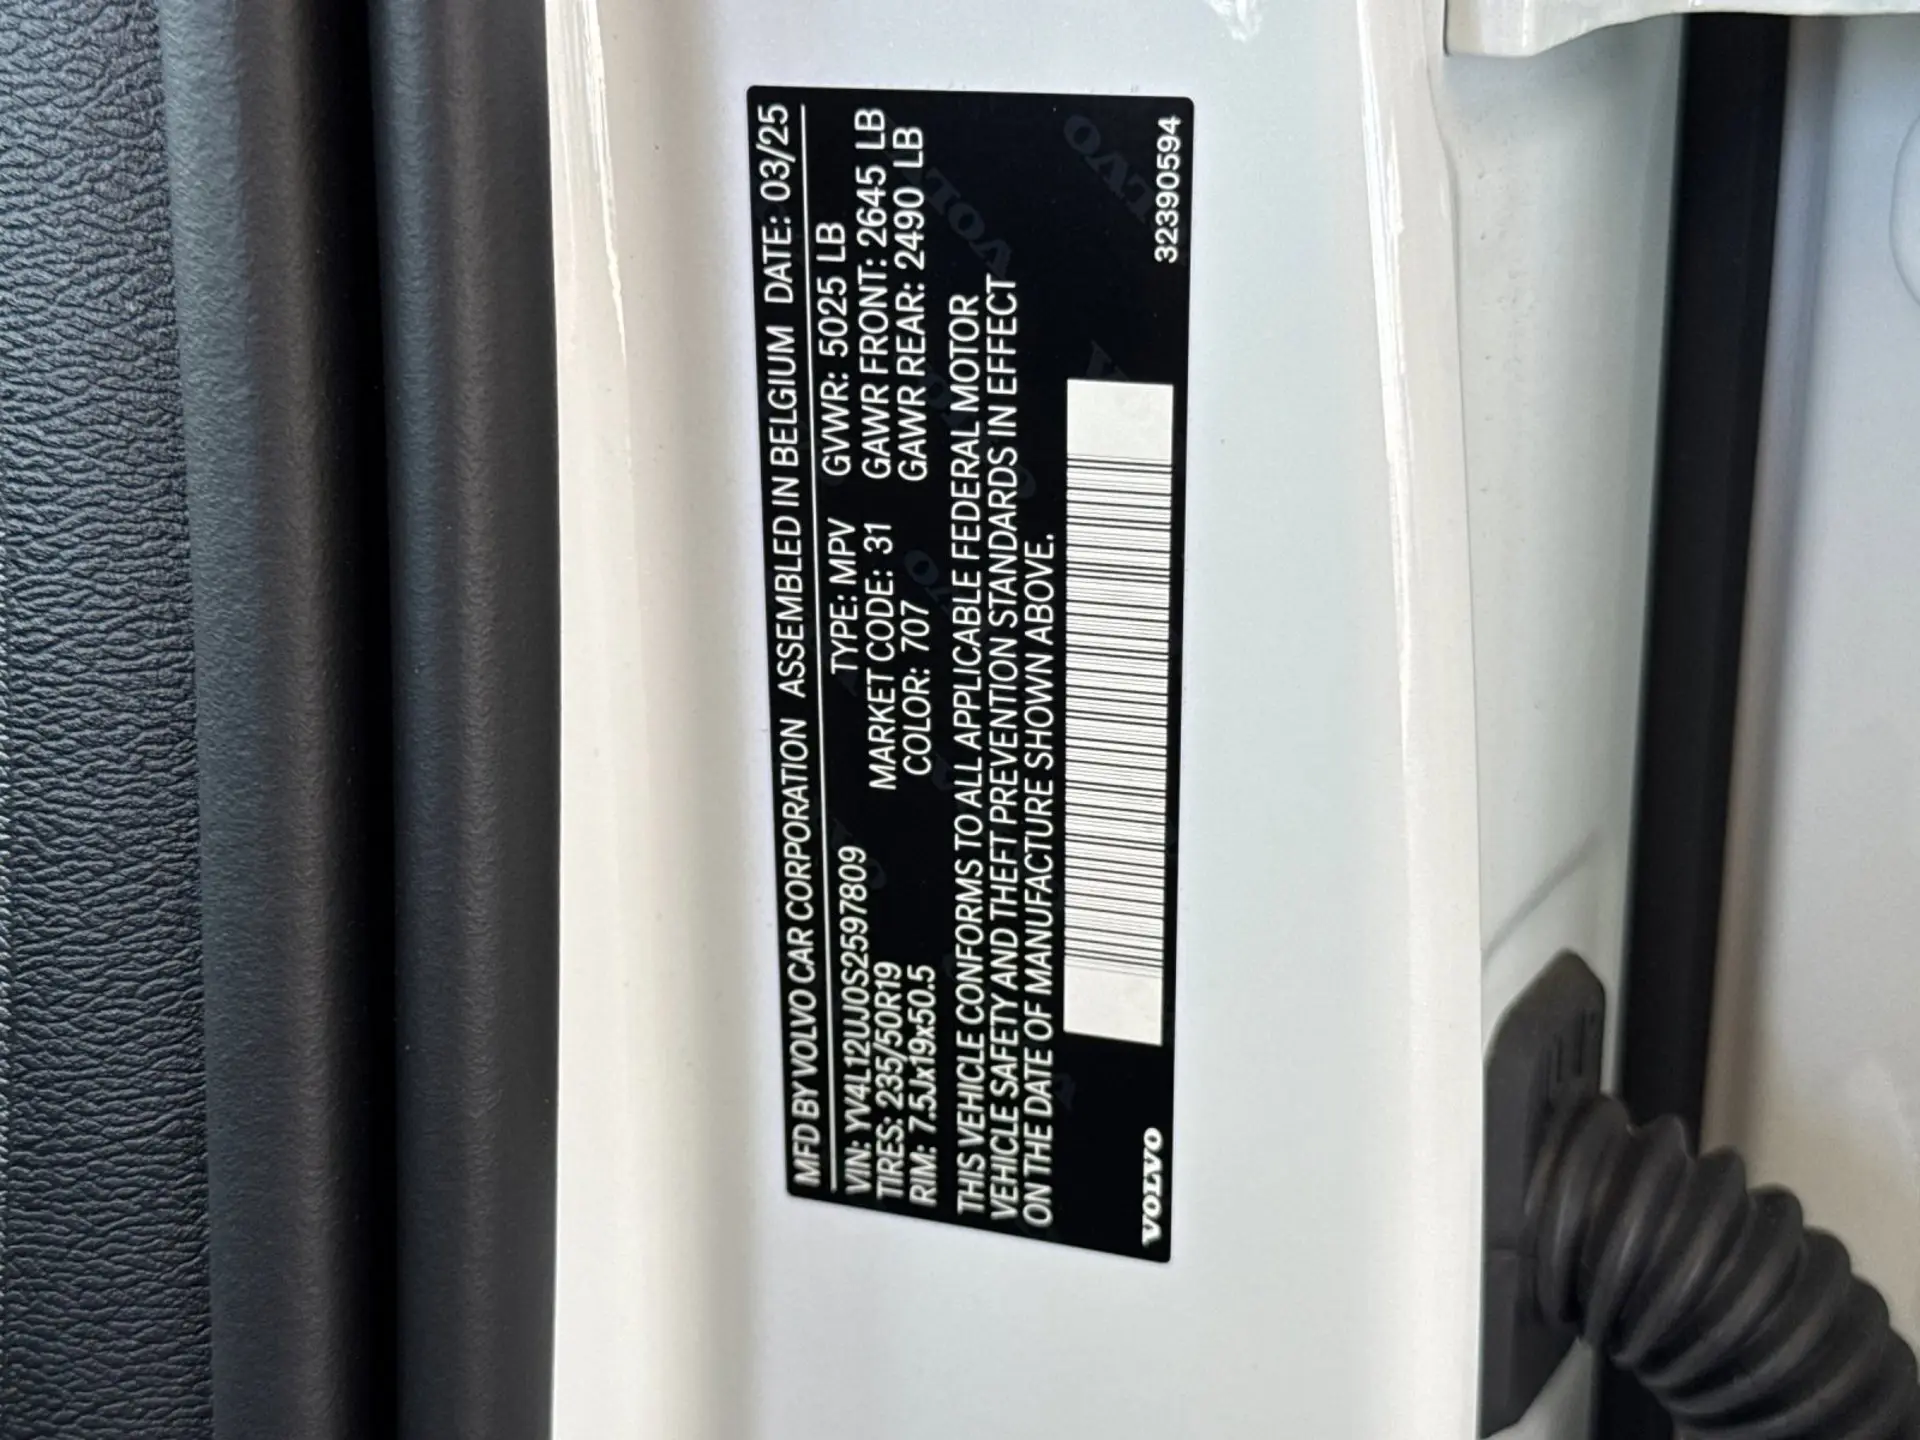 MFD BY VOLVO CAR CORPORATION ASSEMBLED IN BELGIUM DATE: 03/25
VIN: YV4L12UJ0S2597809 TYPE: MPV GVWR: 5025 LB
TIRES: 235/50R19 MARKET CODE: 31 GAWR FRONT: 2645 LB
RIM: 7.5Jx19x50.5 COLOR: 707 GAWR REAR: 2490 LB
THIS VEHICLE CONFORMS TO ALL APPLICABLE FEDERAL MOTOR
VEHICLE SAFETY AND THEFT PREVENTION STANDARDS IN EFFECT
ON THE DATE OF MANUFACTURE SHOWN ABOVE.
VOLVO 32390594